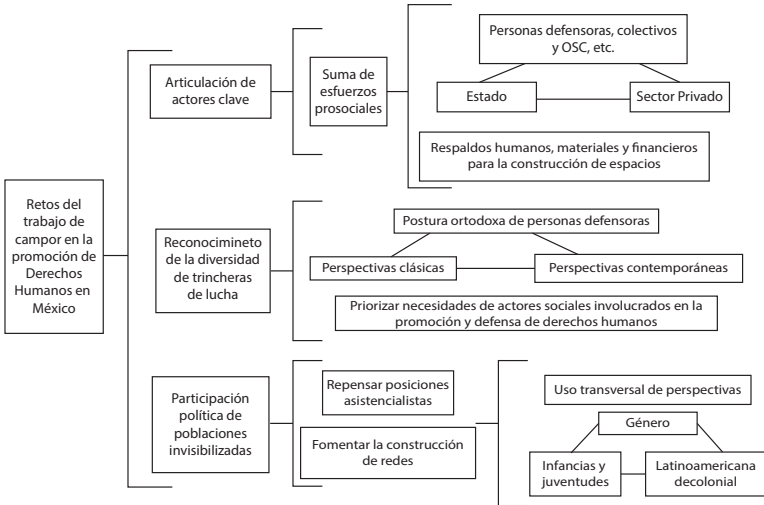 Retos del
trabajo de
campor en la
promoción de
Derechos
Humanos en
México
Articulación de
actores clave
Suma de
esfuerzos
prosociales
Personas defensoras, colectivos
y OSC, etc.
Estado
Sector Privado
Respaldos humanos, materiales y financieros
para la construcción de espacios
Reconocimineto
de la diversidad
de trincheras
de lucha
Postura ortodoxa de personas defensoras
Perspectivas clásicas
Perspectivas contemporáneas
Priorizar necesidades de actores sociales involucrados en la
promoción y defensa de derechos humanos
Participación
política de
poblaciones
invisibilizadas
Repensar posiciones
asistencialistas
Fomentar la construcción
de redes
Uso transversal de perspectivas
Género
Infancias y
juventudes
Latinoamericana
decolonial